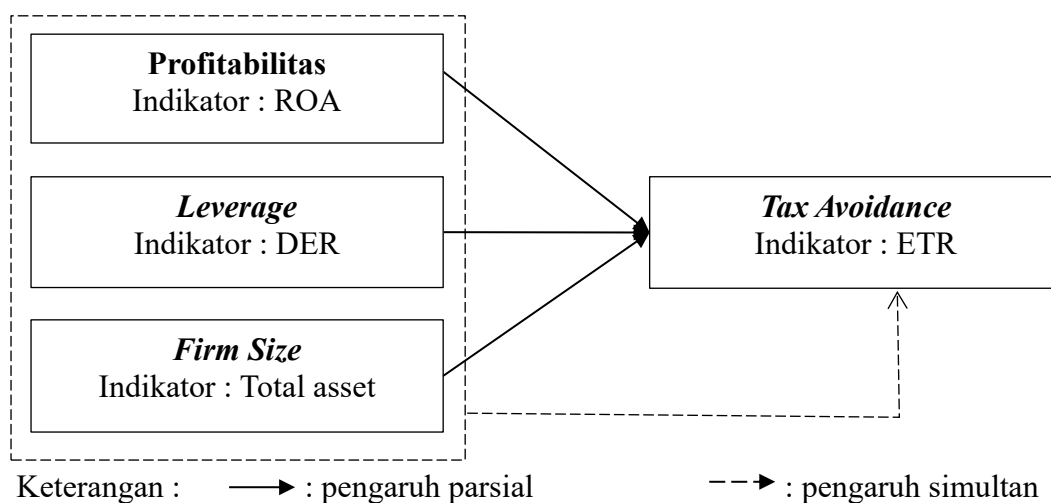 Profitabilitas
Indikator : ROA
Leverage
Indikator : DER
Firm Size
Indikator : Total asset
Tax Avoidance
Indikator : ETR
Keterangan : : pengaruh parsial : pengaruh simultan